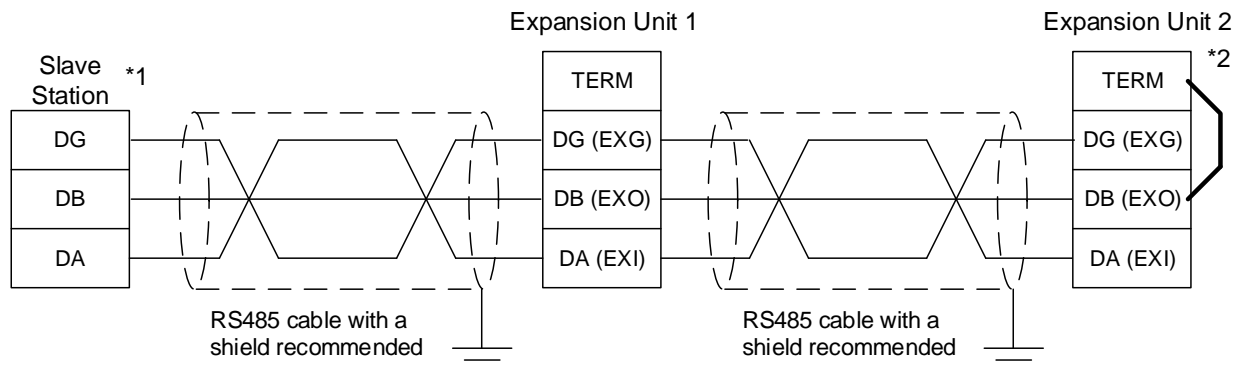 Expansion Unit 1
Expansion Unit 2
Slave
Station
*1
*2
TERM
TERM
DG
DG (EXG)
DG (EXG)
DB
DB (EXO)
DB (EXO)
DA
DA (EXI)
DA (EXI)
RS485 cable with a
shield recommended
RS485 cable with a
shield recommended